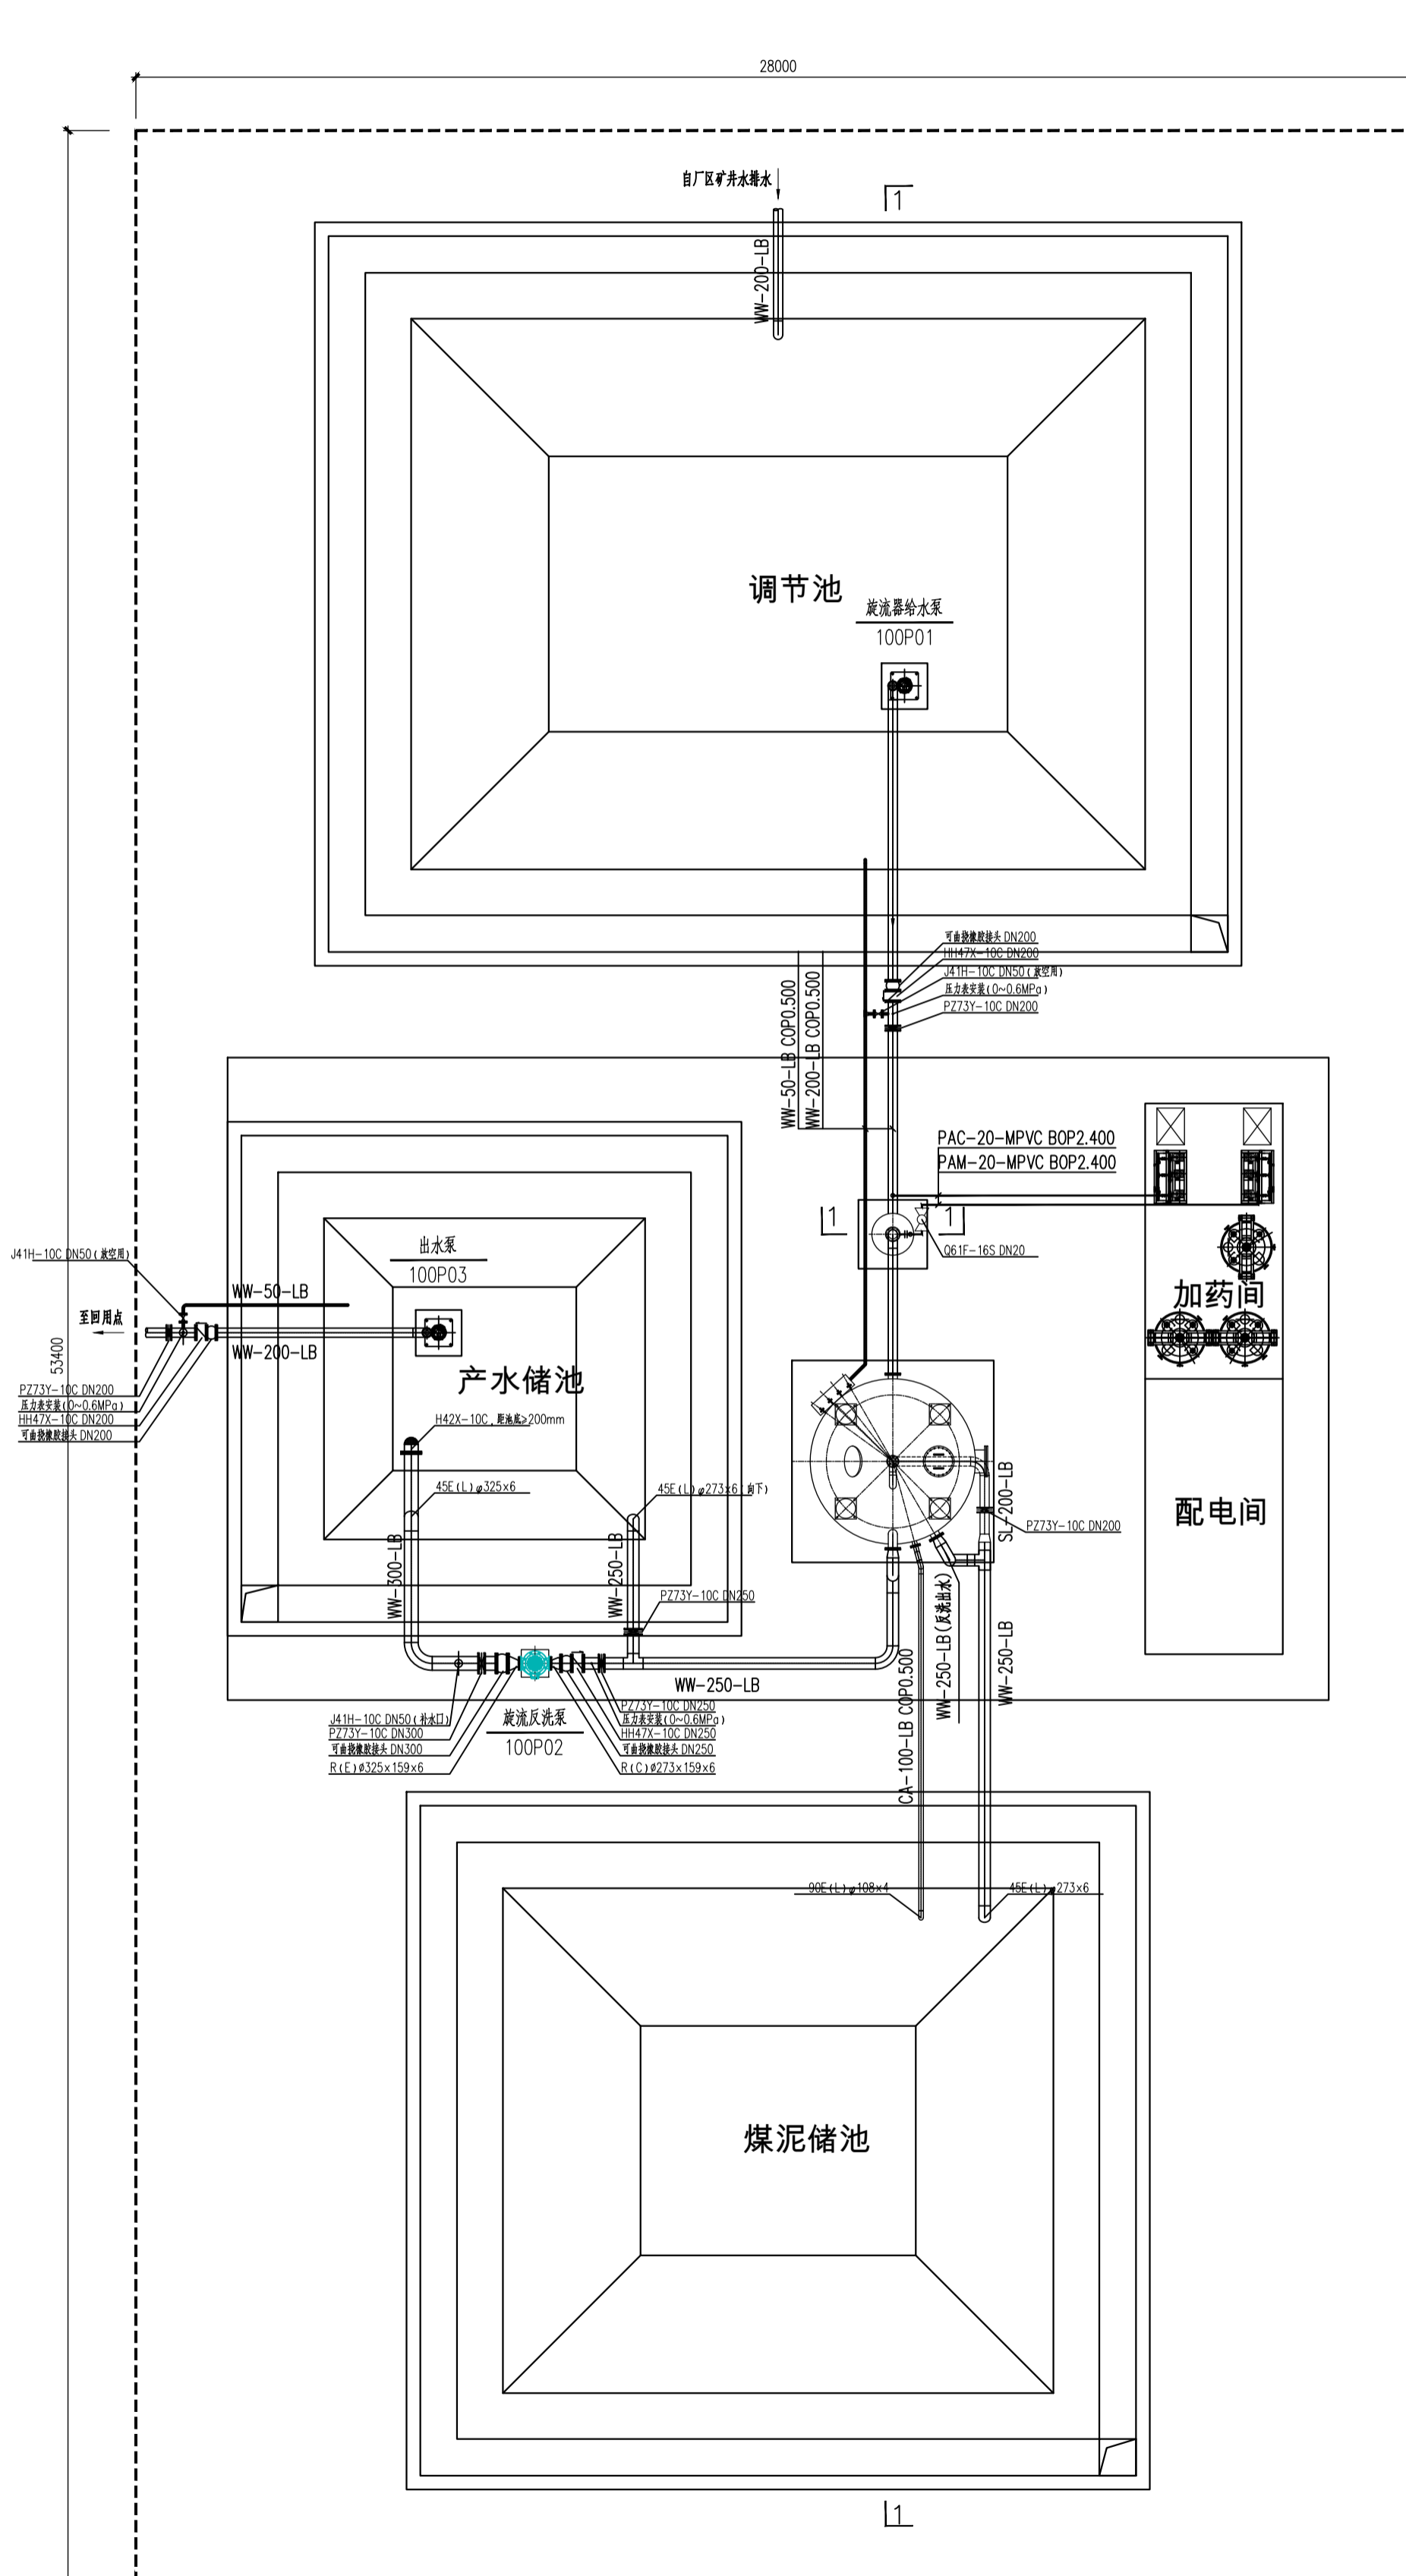 28000
自厂区矿井水排水
1
WW-200-LB
调节池
旋流器给水泵
100P01
可曲挠橡胶接头 DN200
HH47X-10C DN200
J41H-10C DN50(放空用)
压力表安装(0~0.6MPa)
PZ73Y-10C DN200
WW-50-LB COP0.500
WW-200-LB COP0.500
PAC-20-MPVC BOP2.400
PAM-20-MPVC BOP2.400
1
1
Q61F-16S DN20
加药间
配电间
J41H-10C DN50(放空用)
WW-50-LB
至回用点
WW-200-LB
53400
出水泵
100P03
产水储池
PZ73Y-10C DN200
压力表安装(0~0.6MPa)
HH47X-10C DN200
可曲挠橡胶接头 DN200
H42X-10C，距池底≥200mm
45E(L)φ325×6
45E(L)φ273×6(向下)
WW-300-LB
WW-250-LB
PZ73Y-10C DN250
SL-200-LB
PZ73Y-10C DN200
WW-250-LB
WW-250-LB(反洗出水)
WW-250-LB
CA-100-LB COP0.500
J41H-10C DN50(补水口)
PZ73Y-10C DN300
可曲挠橡胶接头 DN300
R(E)φ325×159×6
旋流反洗泵
100P02
PZ73Y-10C DN250
压力表安装(0~0.6MPa)
HH47X-10C DN250
可曲挠橡胶接头 DN250
R(C)φ273×159×6
90E(L)φ108×4
45E(L)φ273×6
煤泥储池
1